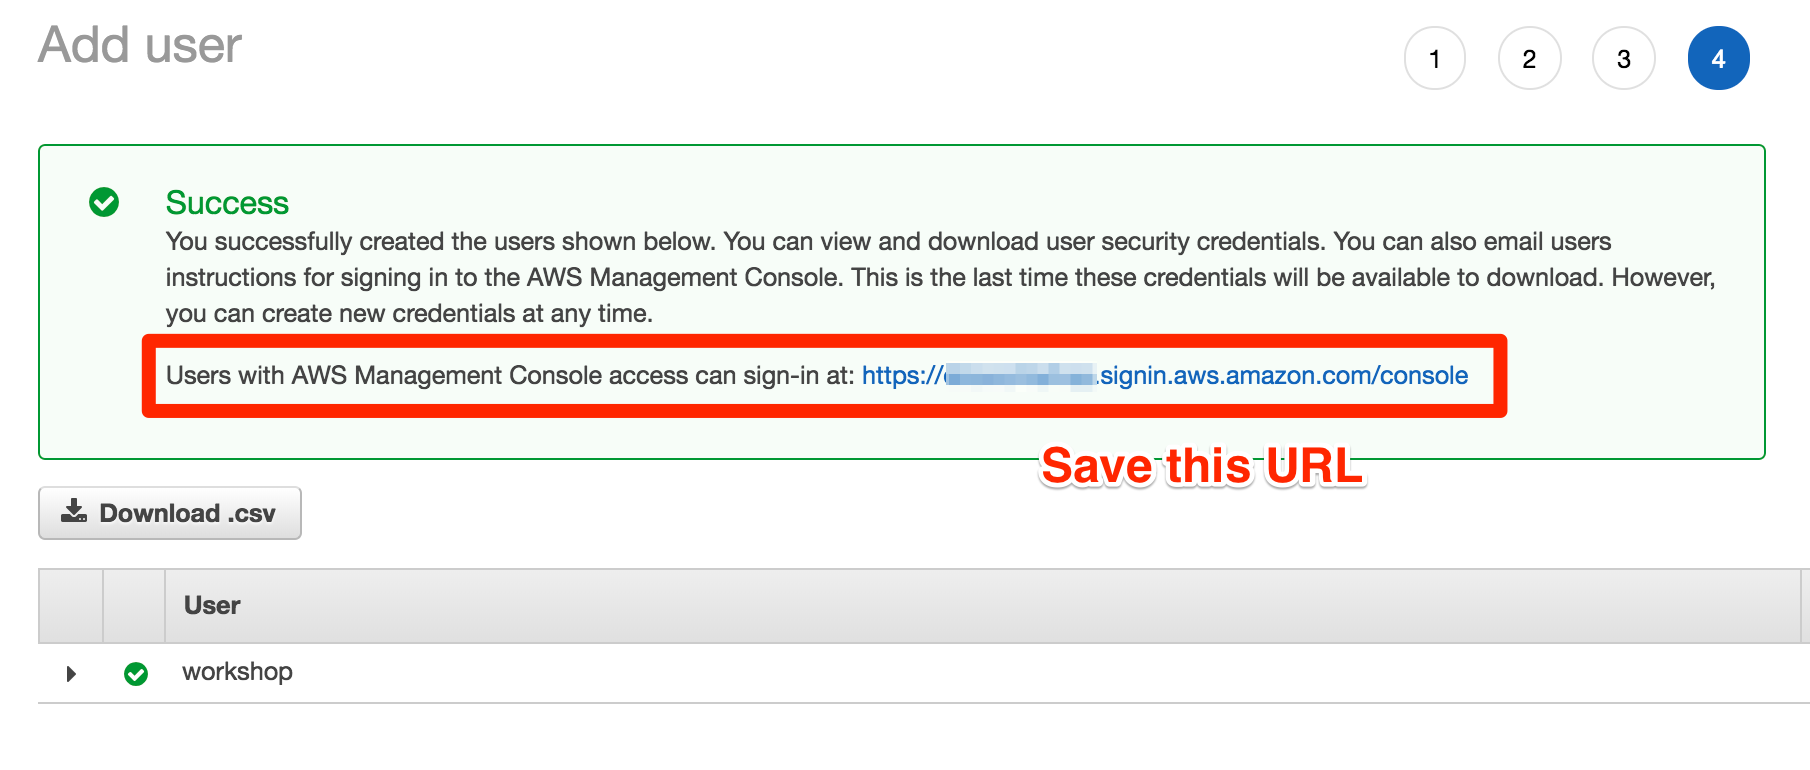 Add user
1 2 3 4
Success
You successfully created the users shown below. You can view and download user security credentials. You can also email users
instructions for signing in to the AWS Management Console. This is the last time these credentials will be available to download. However,
you can create new credentials at any time.
Users with AWS Management Console access can sign-in at: https:// .signin.aws.amazon.com/console
Save this URL
Download .csv
User
workshop